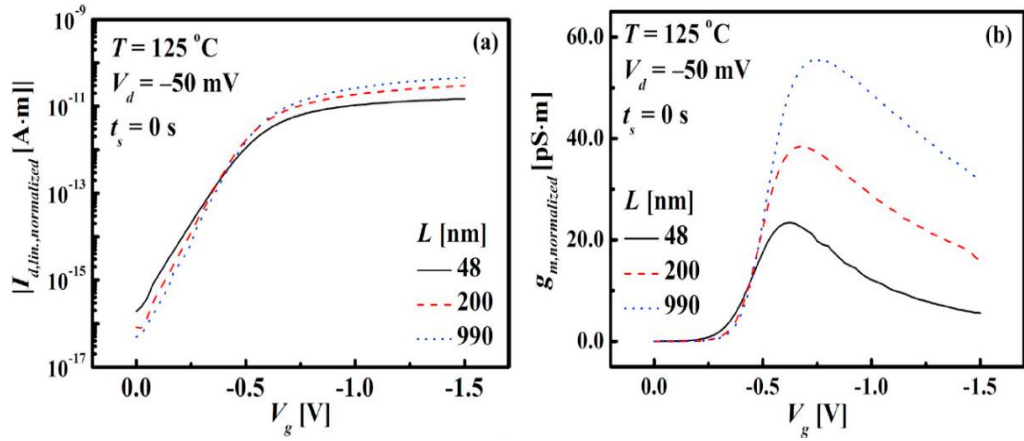 (a)
T = 125 °C
V_d = –50 mV
t_s = 0 s
L [nm]
48
200
990
10^-9
10^-11
10^-13
10^-15
10^-17
|I_d,lin.,normalized| [A·m]
0.0
-0.5
-1.0
-1.5
V_g [V]
(b)
T = 125 °C
V_d = –50 mV
t_s = 0 s
L [nm]
48
200
990
60.0
40.0
20.0
0.0
g_m,normalized [pS·m]
0.0
-0.5
-1.0
-1.5
V_g [V]